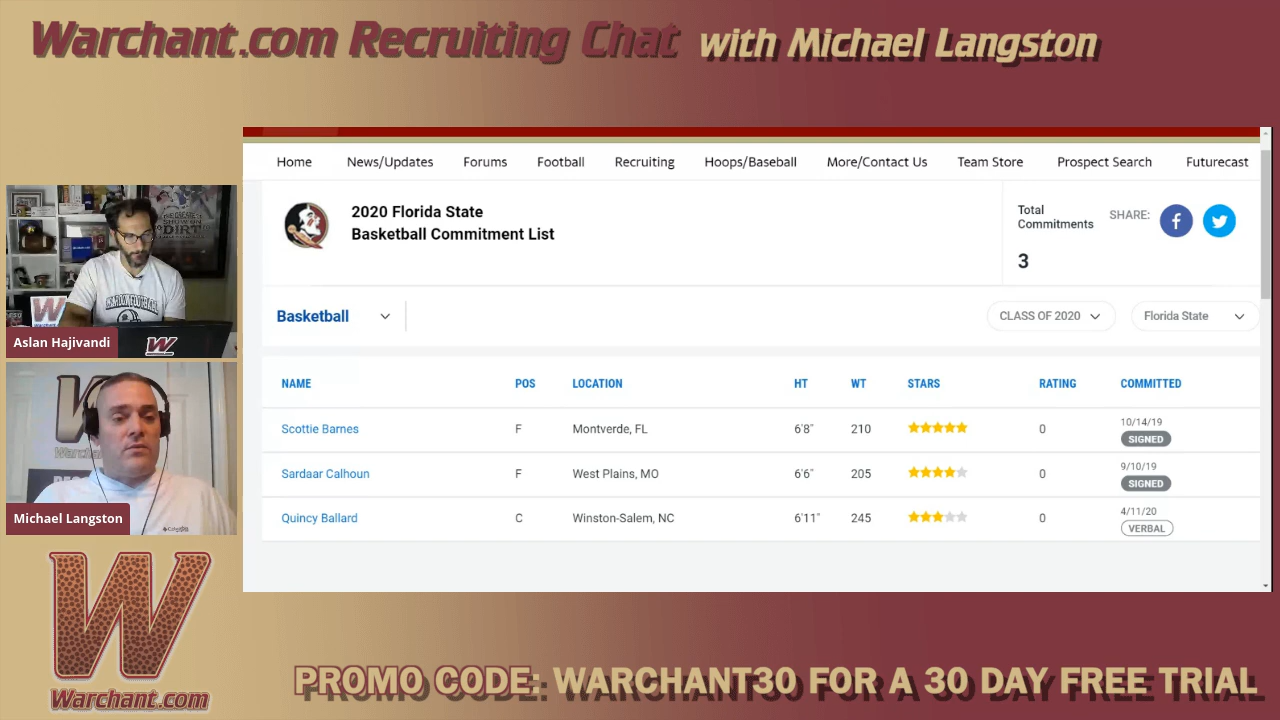 Warchant.com Recruiting Chat with Michael Langston
Home News/Updates Forums Football Recruiting Hoops/Baseball More/Contact Us Team Store Prospect Search Futurecast
2020 Florida State
Basketball Commitment List
Total
Commitments
3
SHARE:
Basketball
CLASS OF 2020
Florida State
NAME POS LOCATION HT WT STARS RATING COMMITTED
Scottie Barnes F Montverde, FL 6'8" 210 0 10/14/19
SIGNED
Sardaar Calhoun F West Plains, MO 6'6" 205 0 9/10/19
SIGNED
Quincy Ballard C Winston-Salem, NC 6'11" 245 0 4/11/20
VERBAL
DIRT
W
Aslan Hajivandi
W
Michael Langston
W
Warchant.com
PROMO CODE: WARCHANT30 FOR A 30 DAY FREE TRIAL